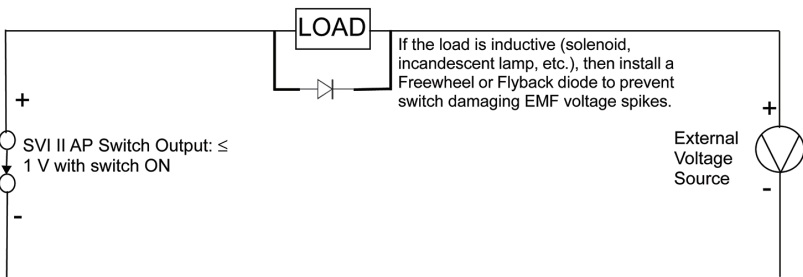 LOAD
If the load is inductive (solenoid,
incandescent lamp, etc.), then install a
Freewheel or Flyback diode to prevent
switch damaging EMF voltage spikes.
+
SVI II AP Switch Output: ≤
1 V with switch ON
-
+
External
Voltage
Source
-